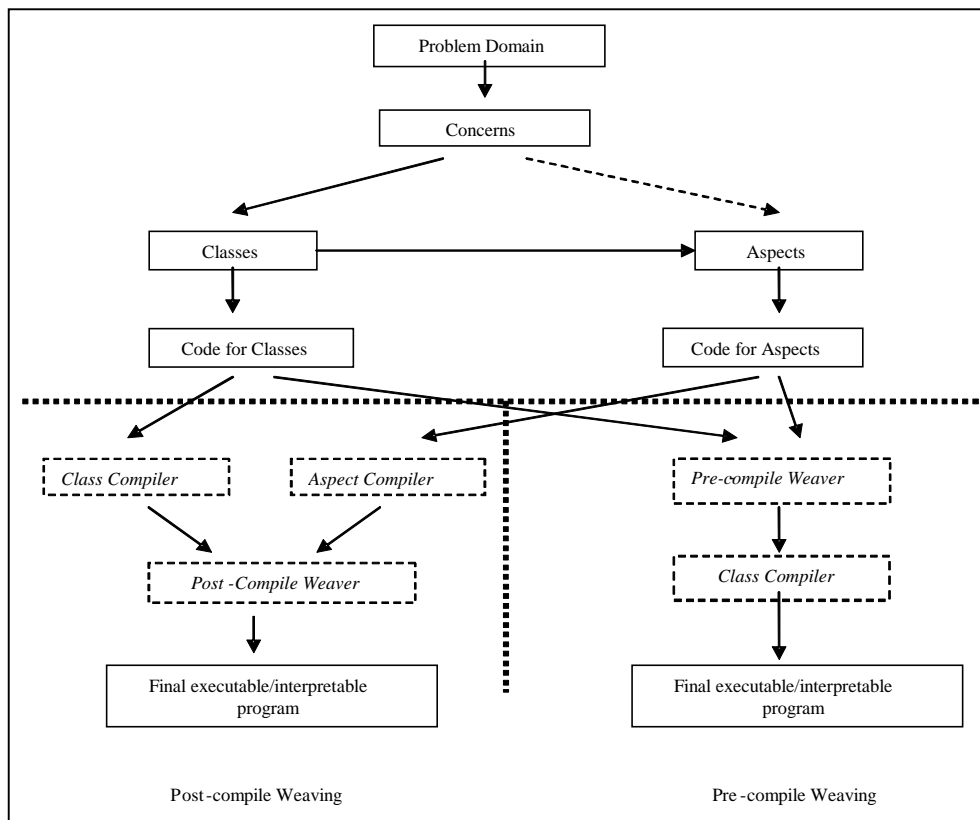 Problem Domain
Concerns
Classes
Aspects
Code for Classes
Code for Aspects
Class Compiler
Aspect Compiler
Pre-compile Weaver
Post -Compile Weaver
Class Compiler
Final executable/interpretable
program
Final executable/interpretable
program
Post-compile Weaving
Pre-compile Weaving